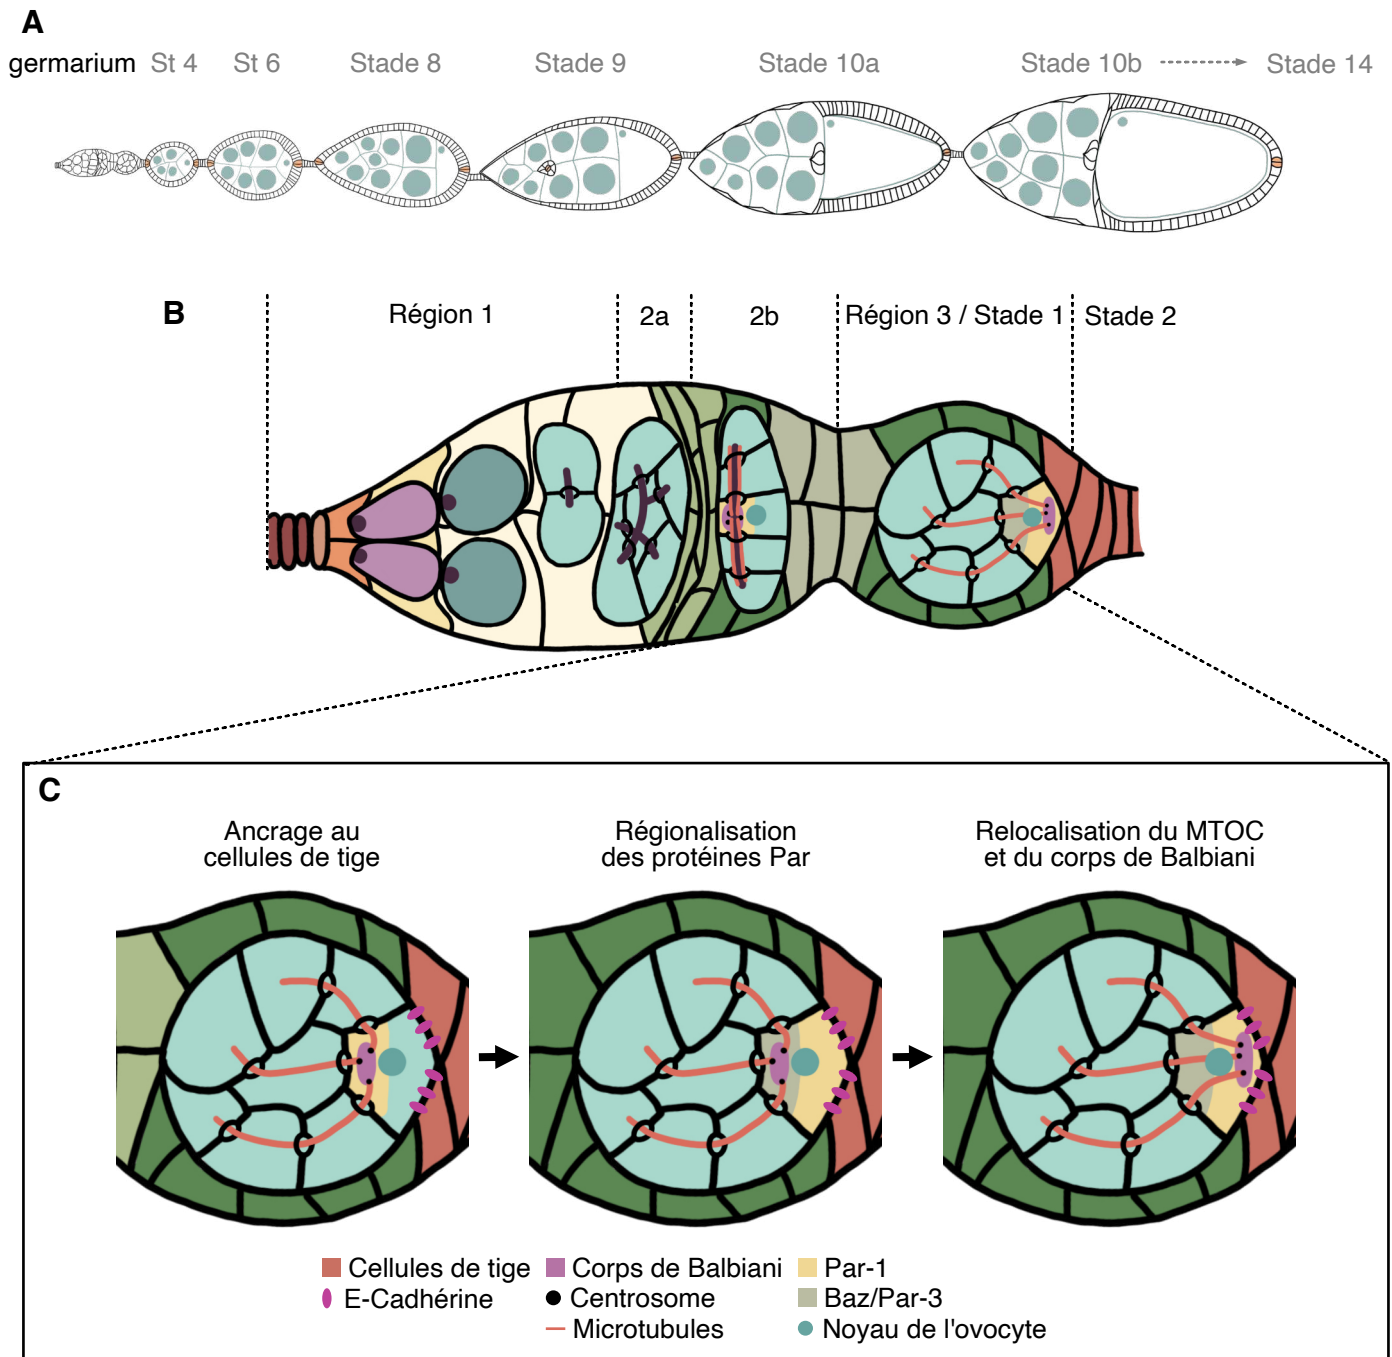 A
germarium St 4 St 6 Stade 8 Stade 9 Stade 10a Stade 10b Stade 14
B
Région 1 2a 2b Région 3 / Stade 1 Stade 2
C
Ancrage au
cellules de tige
Régionalisation
des protéines Par
Relocalisation du MTOC
et du corps de Balbiani
Cellules de tige Corps de Balbiani Par-1
E-Cadhérine Centrosome Baz/Par-3
Microtubules Noyau de l'ovocyte